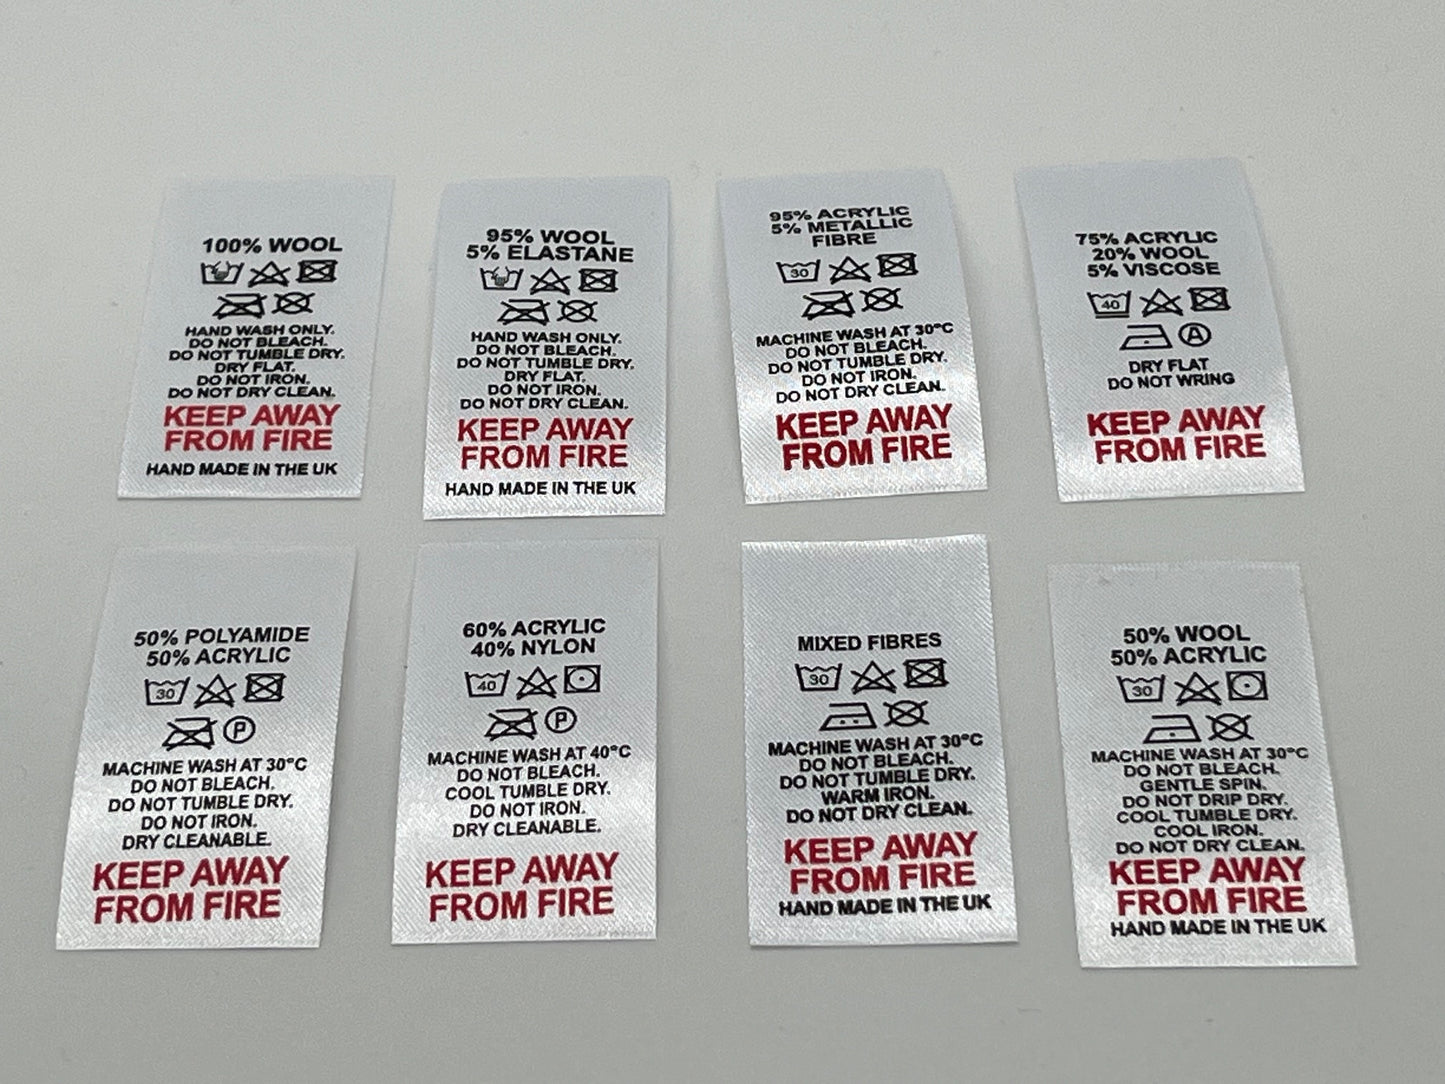 100% WOOL
HAND WASH ONLY.
DO NOT BLEACH.
DO NOT TUMBLE DRY.
DRY FLAT.
DO NOT IRON.
DO NOT DRY CLEAN.
KEEP AWAY
FROM FIRE
HAND MADE IN THE UK
95% WOOL
5% ELASTANE
HAND WASH ONLY.
DO NOT BLEACH.
DO NOT TUMBLE DRY.
DRY FLAT.
DO NOT IRON.
DO NOT DRY CLEAN.
KEEP AWAY
FROM FIRE
HAND MADE IN THE UK
95% ACRYLIC
5% METALLIC
FIBRE
30
MACHINE WASH AT 30°C
DO NOT BLEACH.
DO NOT TUMBLE DRY.
DO NOT IRON.
DO NOT DRY CLEAN.
KEEP AWAY
FROM FIRE
75% ACRYLIC
20% WOOL
5% VISCOSE
40
A
DRY FLAT
DO NOT WRING
KEEP AWAY
FROM FIRE
50% POLYAMIDE
50% ACRYLIC
30
P
MACHINE WASH AT 30°C
DO NOT BLEACH.
DO NOT TUMBLE DRY.
DO NOT IRON.
DRY CLEANABLE.
KEEP AWAY
FROM FIRE
60% ACRYLIC
40% NYLON
40
P
MACHINE WASH AT 40°C
DO NOT BLEACH.
COOL TUMBLE DRY.
DO NOT IRON.
DRY CLEANABLE.
KEEP AWAY
FROM FIRE
MIXED FIBRES
30
MACHINE WASH AT 30°C
DO NOT BLEACH.
DO NOT TUMBLE DRY.
WARM IRON.
DO NOT DRY CLEAN.
KEEP AWAY
FROM FIRE
HAND MADE IN THE UK
50% WOOL
50% ACRYLIC
30
MACHINE WASH AT 30°C
DO NOT BLEACH.
GENTLE SPIN.
DO NOT DRIP DRY.
COOL TUMBLE DRY.
COOL IRON.
DO NOT DRY CLEAN.
KEEP AWAY
FROM FIRE
HAND MADE IN THE UK